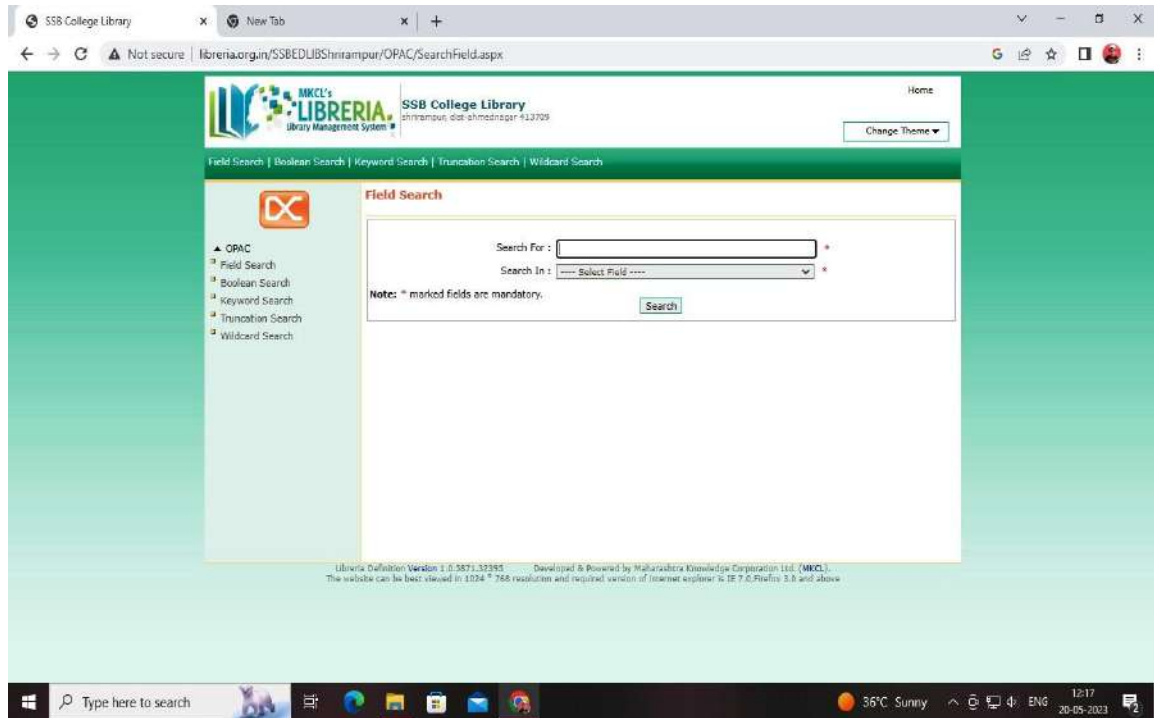 SSB College Library
New Tab
Not secure | libreria.org.in/SSBEDLIBShrirampur/OPAC/SearchField.aspx
MKCL's
LIBRERIA
Library Management System
SSB College Library
shrirampur, dist-ahmednagar 413709
Home
Change Theme
Field Search | Boolean Search | Keyword Search | Truncation Search | Wildcard Search
OPAC
Field Search
Boolean Search
Keyword Search
Truncation Search
Wildcard Search
Field Search
Search For : *
Search In : ---- Select Field ---- *
Note: * marked fields are mandatory.
Search
Libreria Definition Version 1.0.3871.32395 Developed & Powered by Maharashtra Knowledge Corporation Ltd. (MKCL).
The website can be best viewed in 1024 * 768 resolution and required version of Internet explorer is IE 7.0,Firefox 3.0 and above
Type here to search
36°C Sunny
ENG
12:17
20-05-2023
2